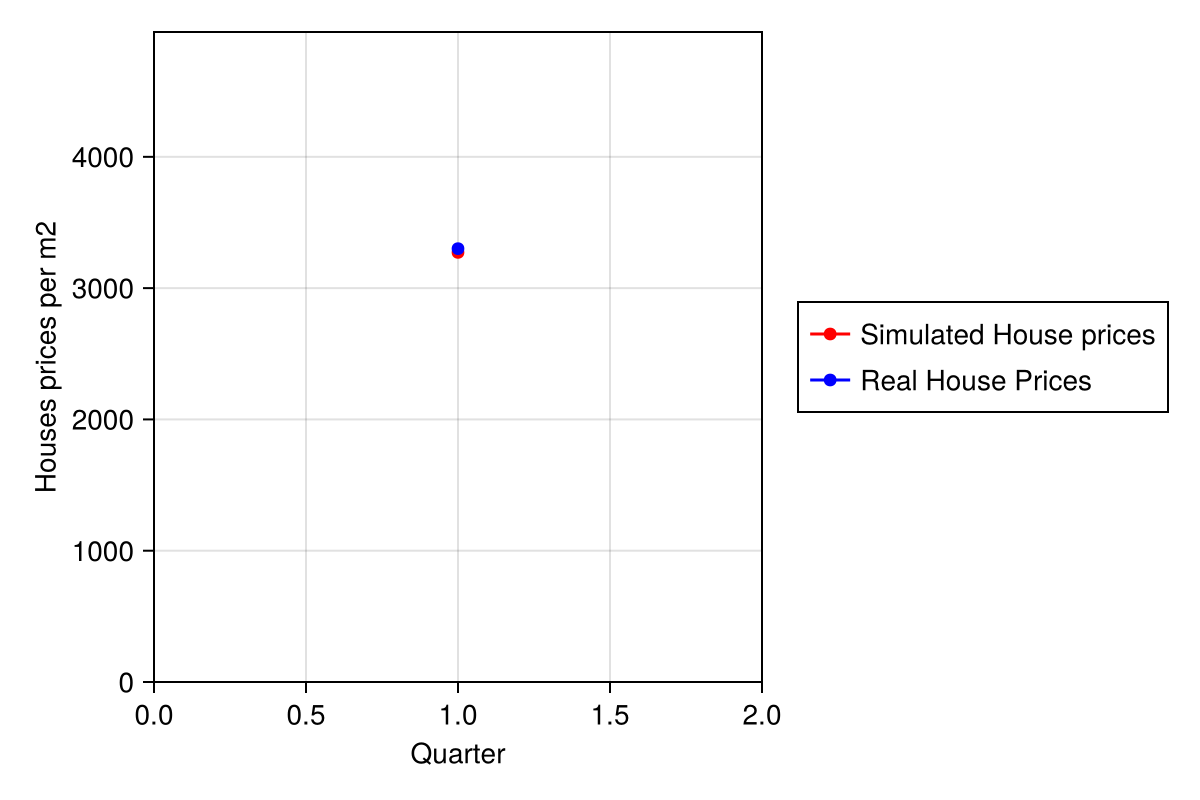 Houses prices per m2
4000
3000
2000
1000
0
0.0 0.5 1.0 1.5 2.0
Quarter
Simulated House prices
Real House Prices